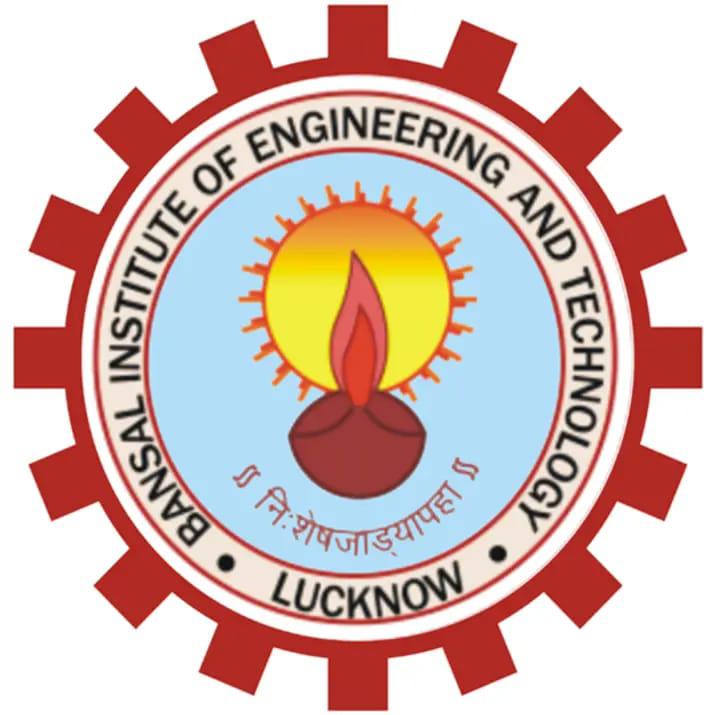 BANSAL INSTITUTE OF ENGINEERING AND TECHNOLOGY
• LUCKNOW •
॥ निःशेषजाड्यापहा ॥